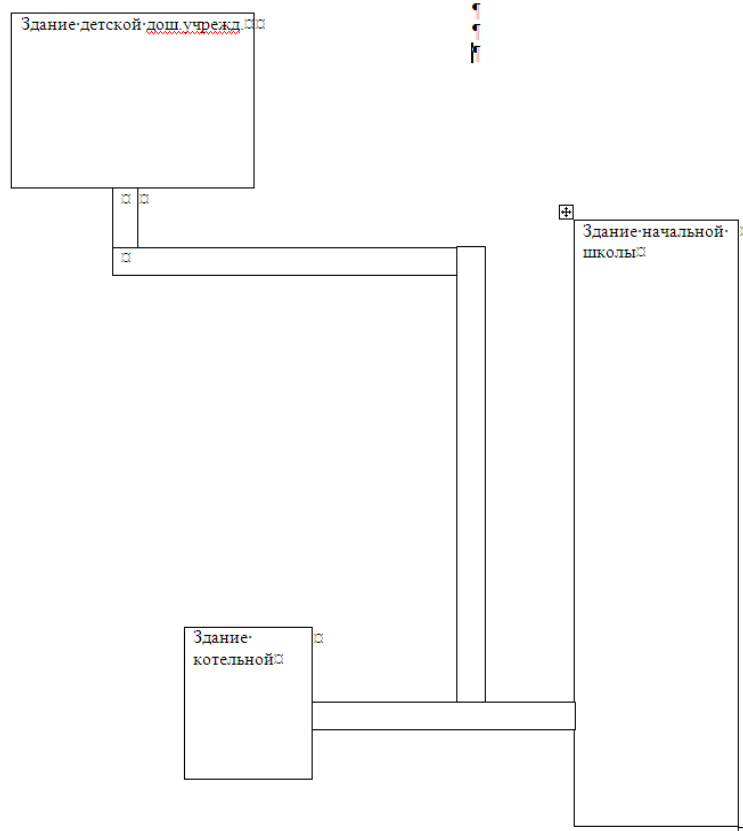 Здание детской дош.учрежд.
Здание начальной
школы
Здание
котельной